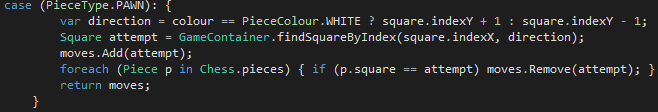 case (PieceType.PAWN): {
var direction = colour == PieceColour.WHITE ? square.indexY + 1 : square.indexY - 1;
Square attempt = GameContainer.findSquareByIndex(square.indexX, direction);
moves.Add(attempt);
foreach (Piece p in Chess.pieces) { if (p.square == attempt) moves.Remove(attempt); }
return moves;
}